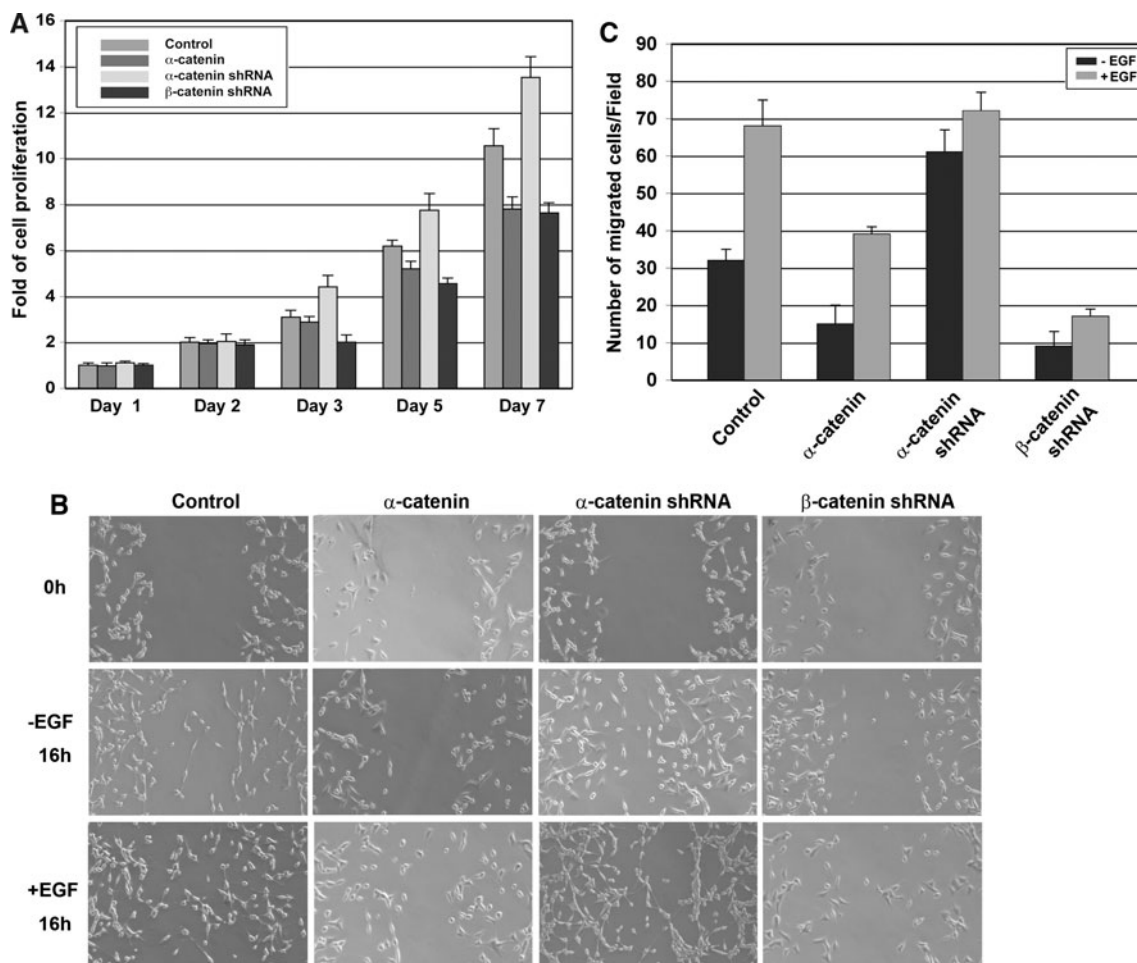 A
16
14
12
10
8
6
4
2
0
Fold of cell proliferation
Control
α-catenin
α-catenin shRNA
β-catenin shRNA
Day 1
Day 2
Day 3
Day 5
Day 7
C
90
80
70
60
50
40
30
20
10
0
Number of migrated cells/Field
- EGF
+EGF
Control
α-catenin
α-catenin
shRNA
β-catenin
shRNA
B
Control
α-catenin
α-catenin shRNA
β-catenin shRNA
0h
-EGF
16h
+EGF
16h